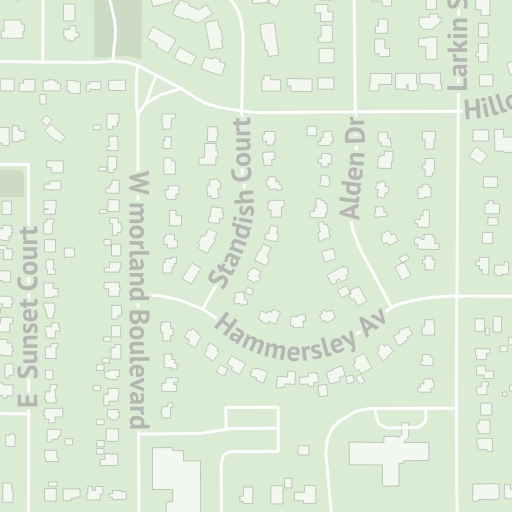 Larkin S
Hillc
Standish Court
Alden Dr
W morland Boulevard
E Sunset Court
Hammersley Av